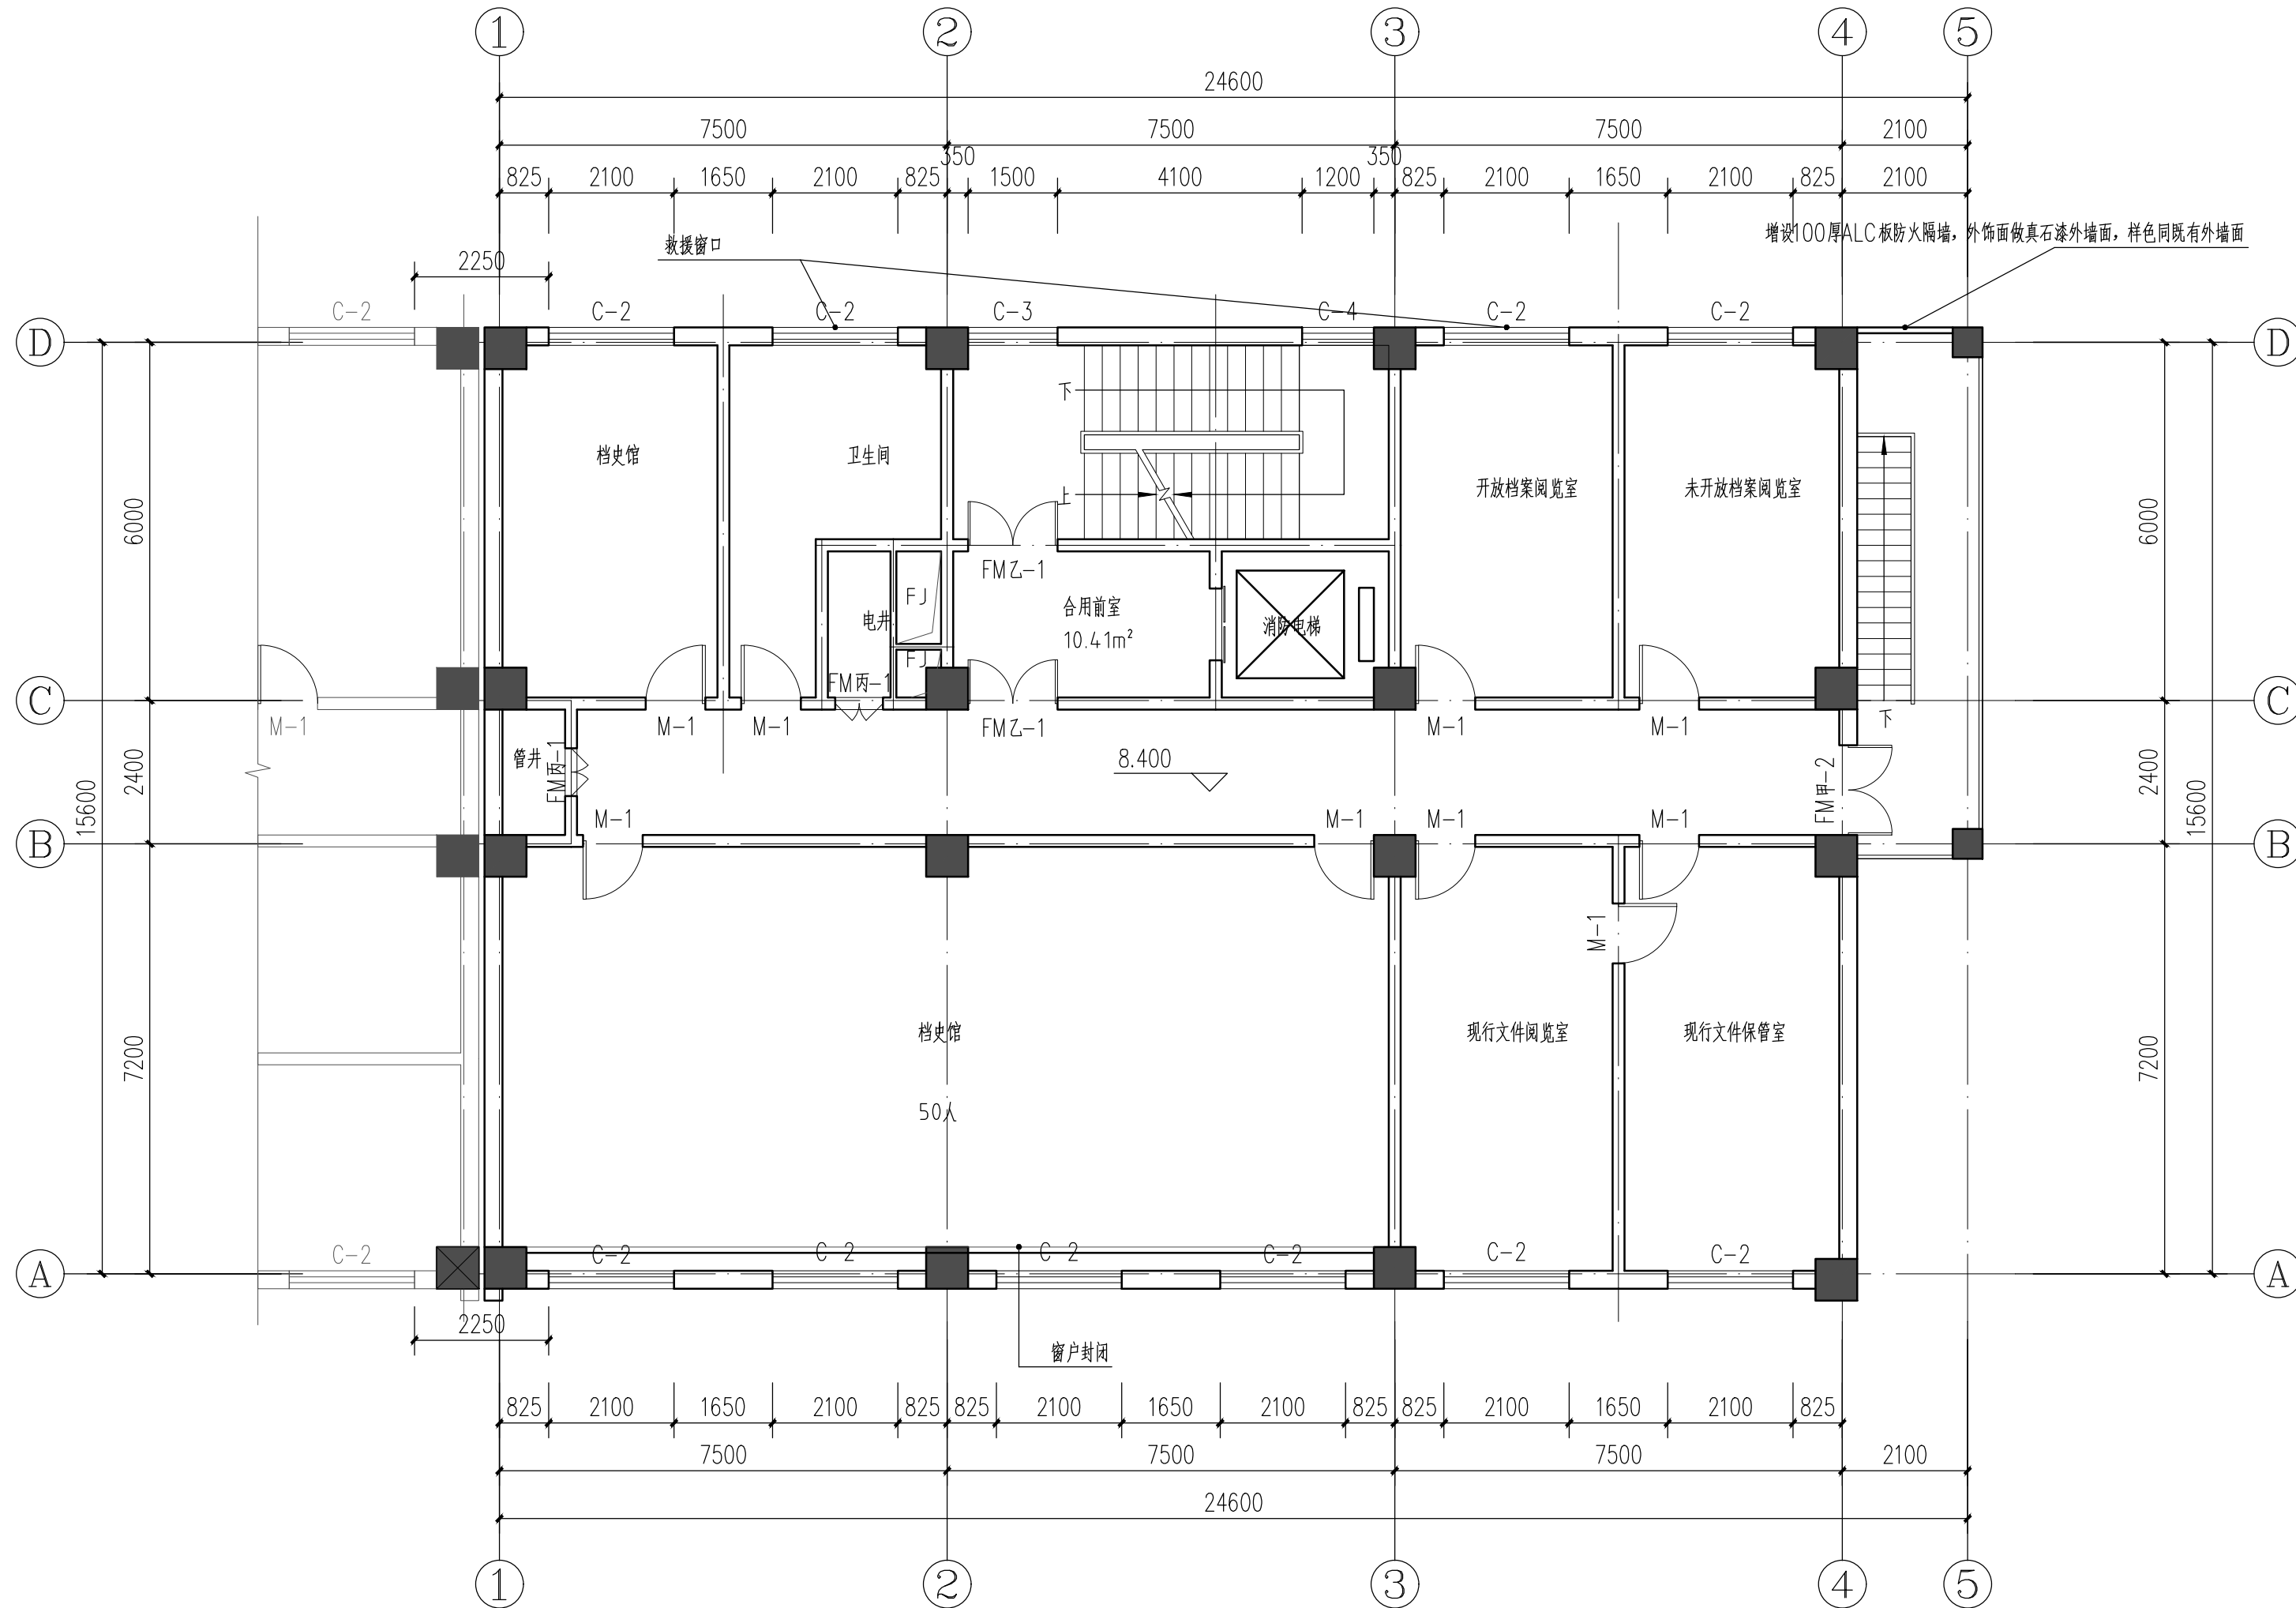 1 2 3 4 5
24600
7500 7500 7500 2100
350 350
825 2100 1650 2100 825 1500 4100 1200 825 2100 1650 2100 825 2100
救援窗口
增设100厚ALC板防火隔墙，外饰面做真石漆外墙面，样色同既有外墙面
2250
C-2 C-2 C-2 C-3 C-4 C-2 C-2
D D
下
档史馆 卫生间
开放档案阅览室 未开放档案阅览室
上
6000 6000
FM乙-1
FJ
合用前室
电井 消防电梯
10.41m²
FJ
FM丙-1
C C
M-1 M-1 M-1 FM乙-1 M-1 M-1 下
管井 FM丙-1 8.400
2400 2400
FM甲-2
15600 15600
M-1 M-1 M-1 M-1
B B
M-1
档史馆 现行文件阅览室 现行文件保管室
7200 7200
50人
C-2 C-2 C-2 C-2 C-2 C-2 C-2
A A
2250
窗户封闭
825 2100 1650 2100 825 825 2100 1650 2100 825 825 2100 1650 2100 825
7500 7500 7500 2100
24600
1 2 3 4 5